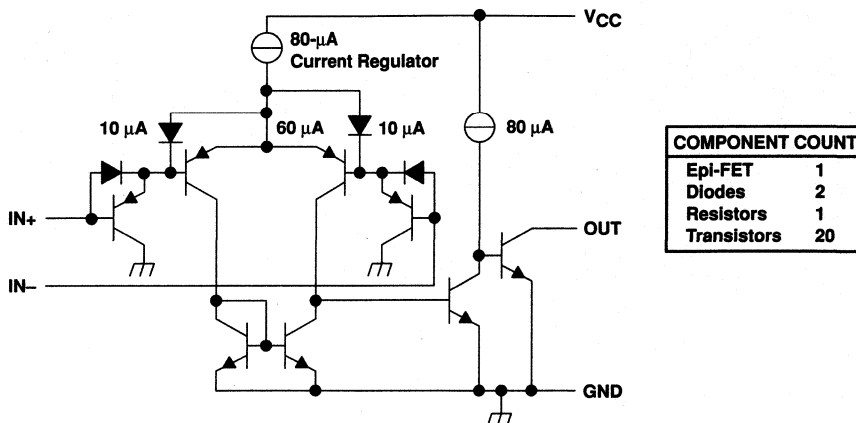 VCC
80-μA
Current Regulator
10 μA
60 μA
10 μA
80 μA
IN+
OUT
IN–
GND
COMPONENT COUNT
Epi-FET 1
Diodes 2
Resistors 1
Transistors 20